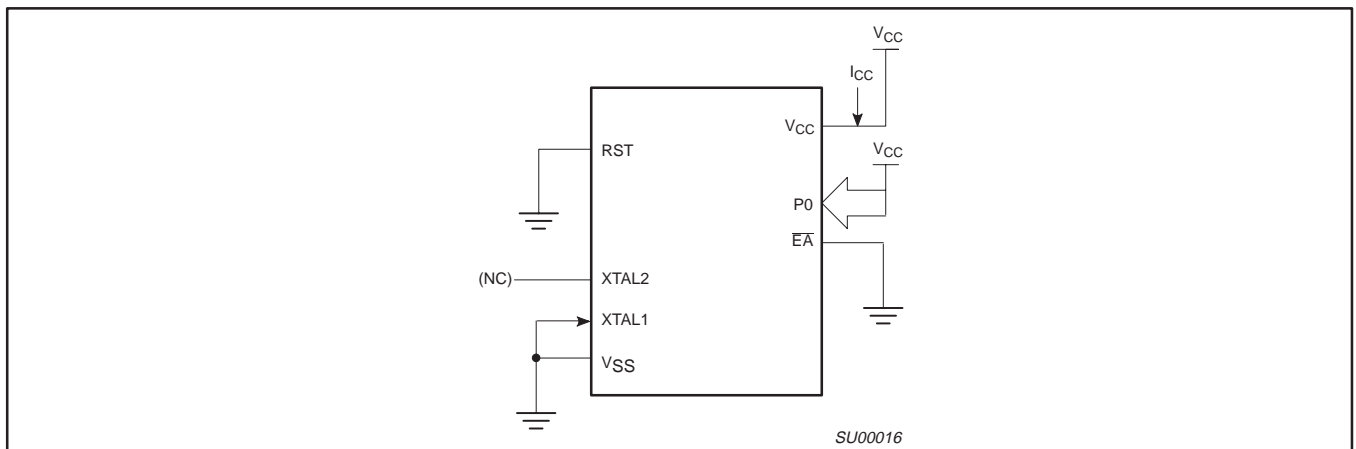 VCC
ICC
VCC
RST
VCC
P0
EA
(NC)
XTAL2
XTAL1
VSS
SU00016